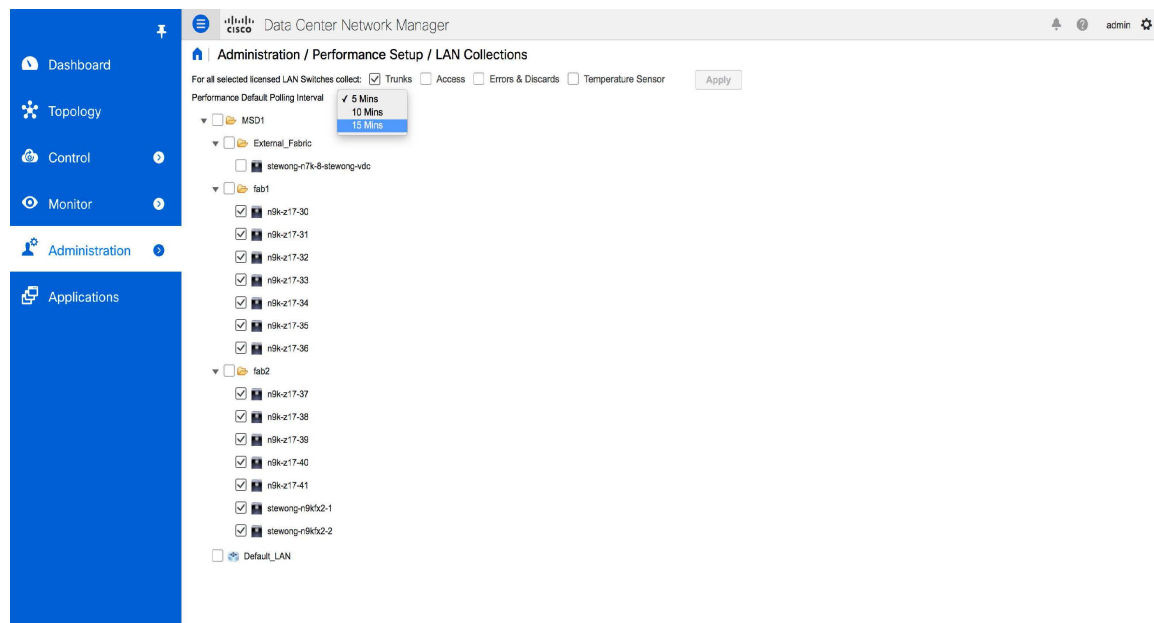 cisco Data Center Network Manager
admin
Dashboard
Topology
Control
Monitor
Administration
Applications
Administration / Performance Setup / LAN Collections
For all selected licensed LAN Switches collect: Trunks Access Errors & Discards Temperature Sensor Apply
Performance Default Polling Interval
✓ 5 Mins
10 Mins
15 Mins
MSD1
External_Fabric
stewong-n7k-8-stewong-vdc
fab1
n9k-z17-30
n9k-z17-31
n9k-z17-32
n9k-z17-33
n9k-z17-34
n9k-z17-35
n9k-z17-36
fab2
n9k-z17-37
n9k-z17-38
n9k-z17-39
n9k-z17-40
n9k-z17-41
stewong-n9kfx2-1
stewong-n9kfx2-2
Default_LAN